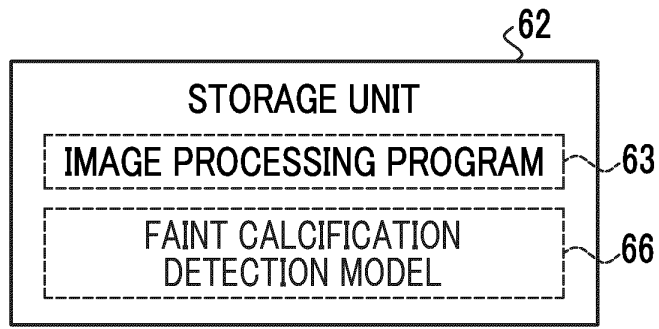 62
STORAGE UNIT
IMAGE PROCESSING PROGRAM
63
FAINT CALCIFICATION
DETECTION MODEL
66